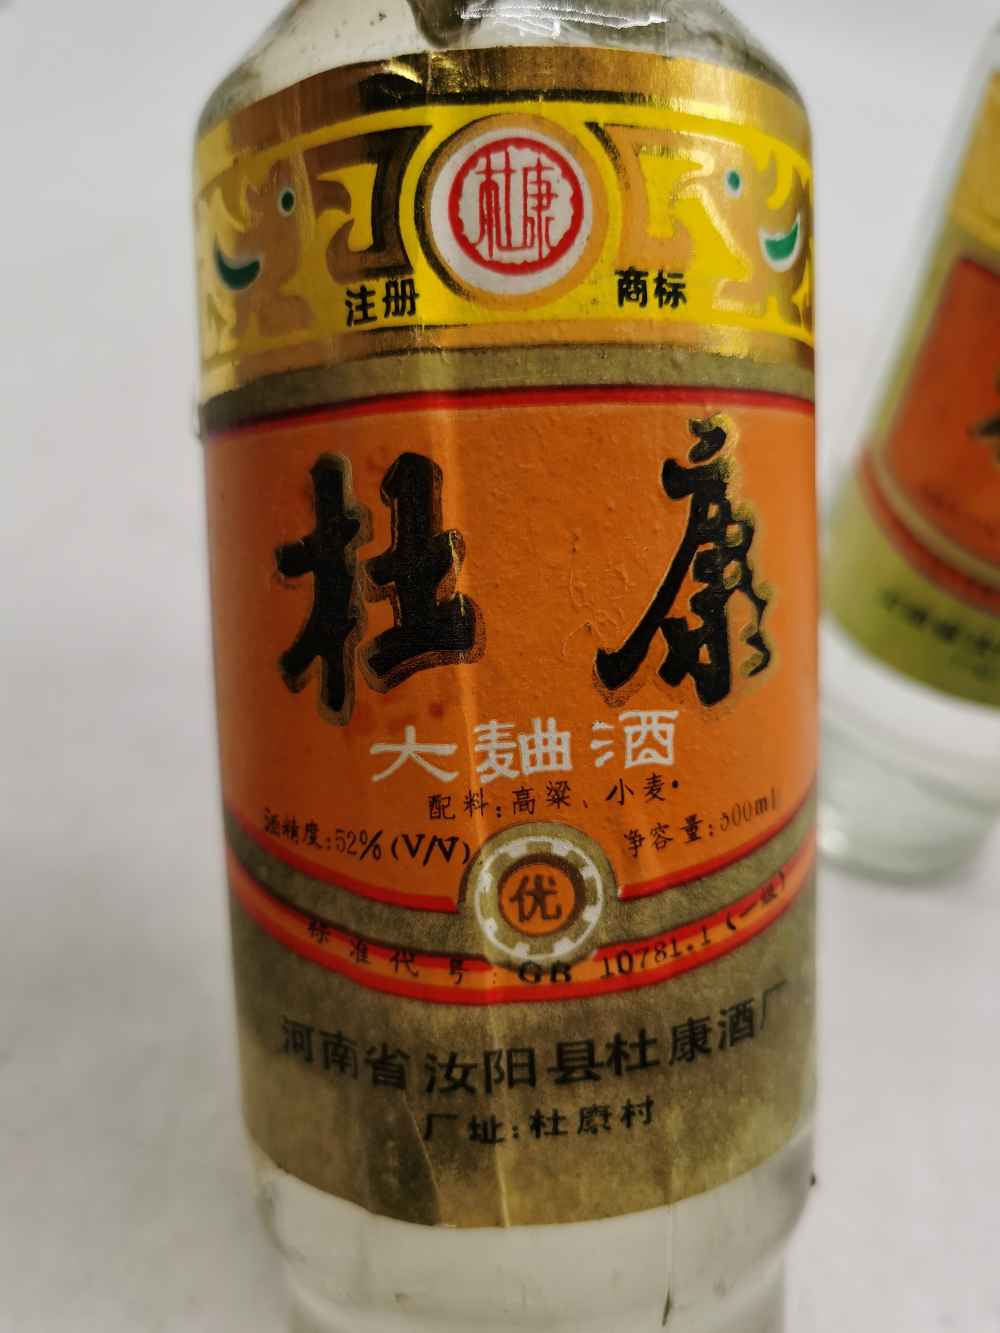 杜康
注册 商标
杜康
大麯酒
配料:高粱、小麦·
酒精度:52%(V/V) 净容量:500ml
优
标准代号:GB 10781.1(一级)
河南省汝阳县杜康酒厂
厂址:杜康村